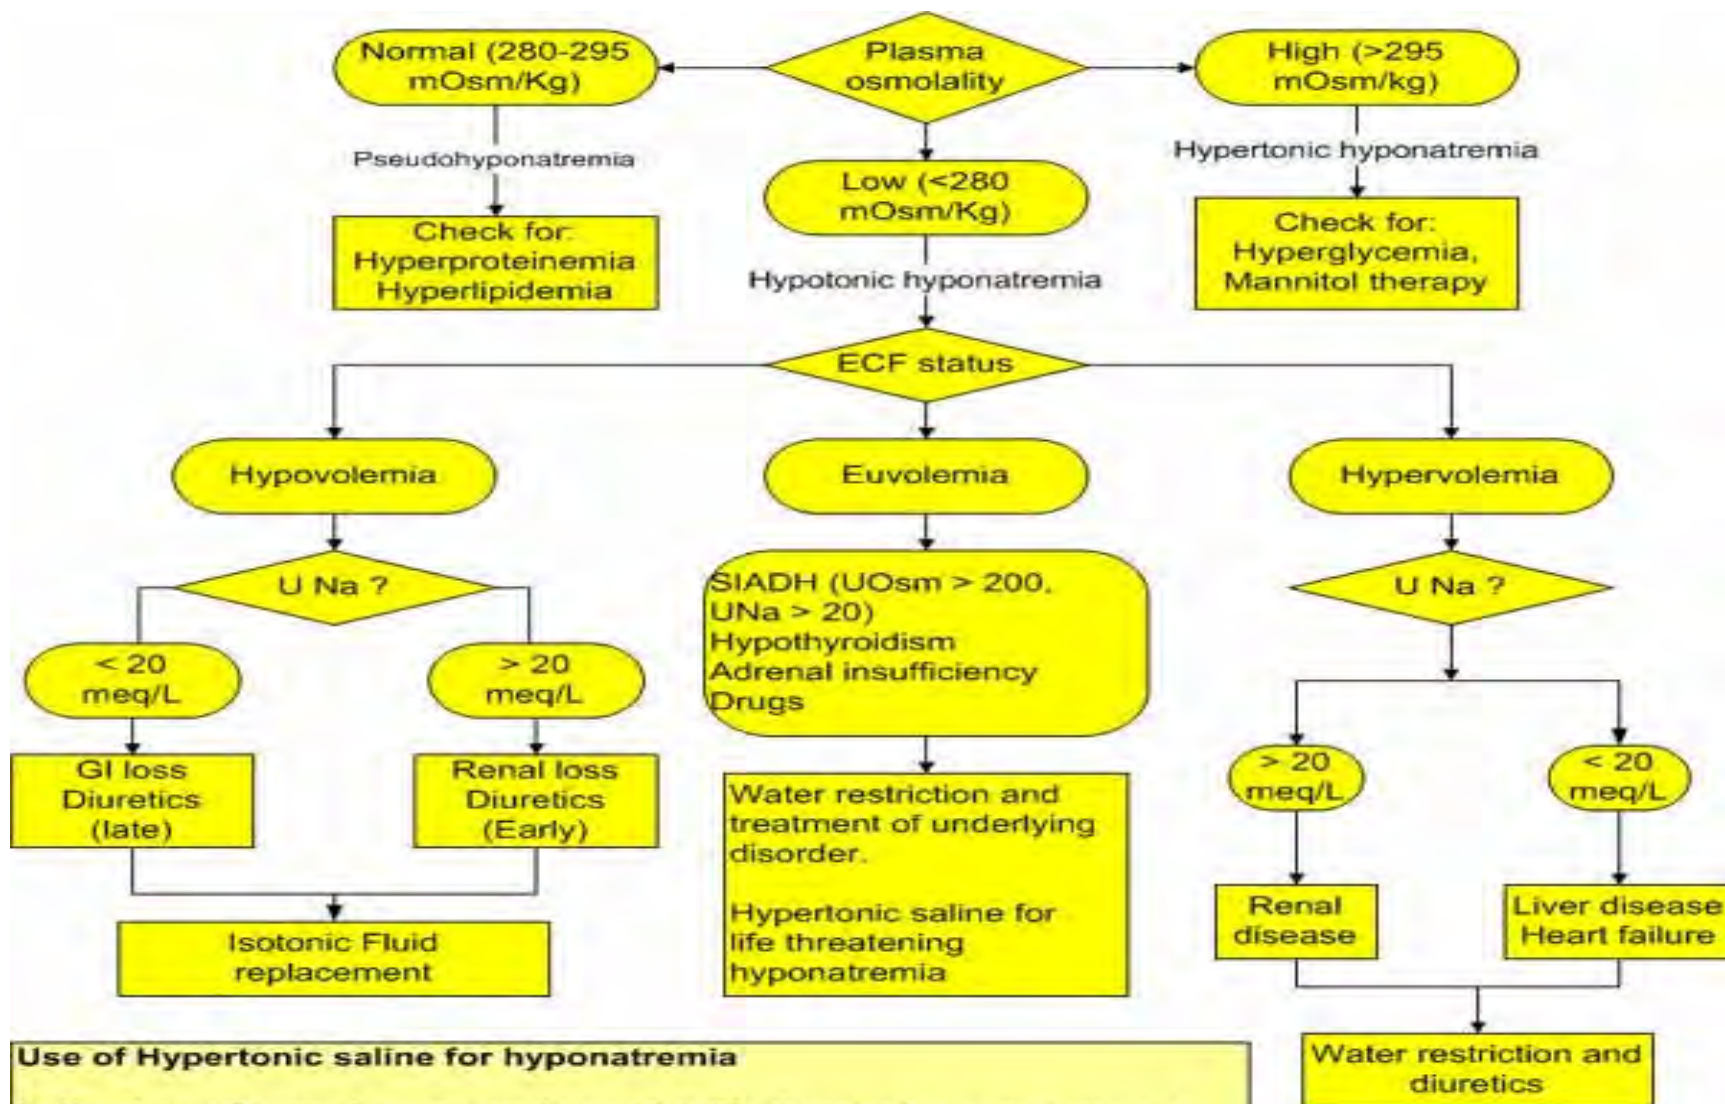 Normal (280-295
mOsm/Kg)
Plasma
osmolality
High (>295
mOsm/kg)
Pseudohyponatremia
Hypertonic hyponatremia
Low (<280
mOsm/Kg)
Check for:
Hyperproteinemia
Hyperlipidemia
Check for:
Hyperglycemia,
Mannitol therapy
Hypotonic hyponatremia
ECF status
Hypovolemia
Euvolemia
Hypervolemia
U Na ?
SIADH (UOsm > 200,
UNa > 20)
Hypothyroidism
Adrenal insufficiency
Drugs
U Na ?
< 20
meq/L
> 20
meq/L
> 20
meq/L
< 20
meq/L
GI loss
Diuretics
(late)
Renal loss
Diuretics
(Early)
Water restriction and
treatment of underlying
disorder.
Hypertonic saline for
life threatening
hyponatremia
Renal
disease
Liver disease
Heart failure
Isotonic Fluid
replacement
Use of Hypertonic saline for hyponatremia
Water restriction and
diuretics